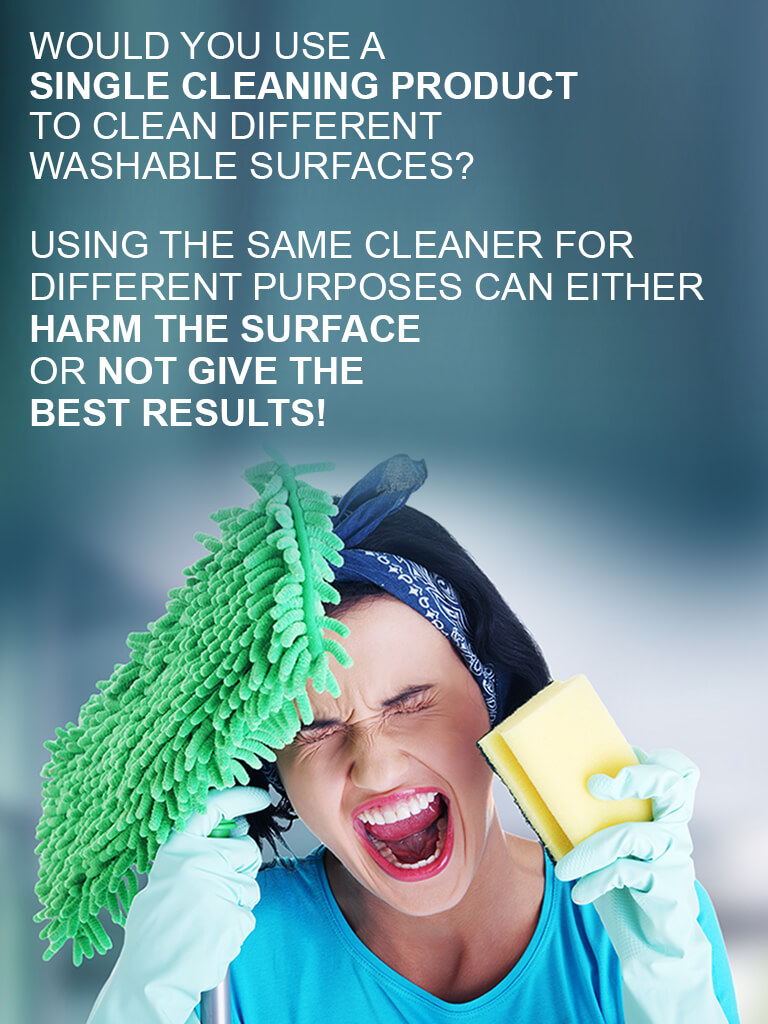 WOULD YOU USE A
SINGLE CLEANING PRODUCT
TO CLEAN DIFFERENT
WASHABLE SURFACES?
USING THE SAME CLEANER FOR
DIFFERENT PURPOSES CAN EITHER
HARM THE SURFACE
OR NOT GIVE THE
BEST RESULTS!